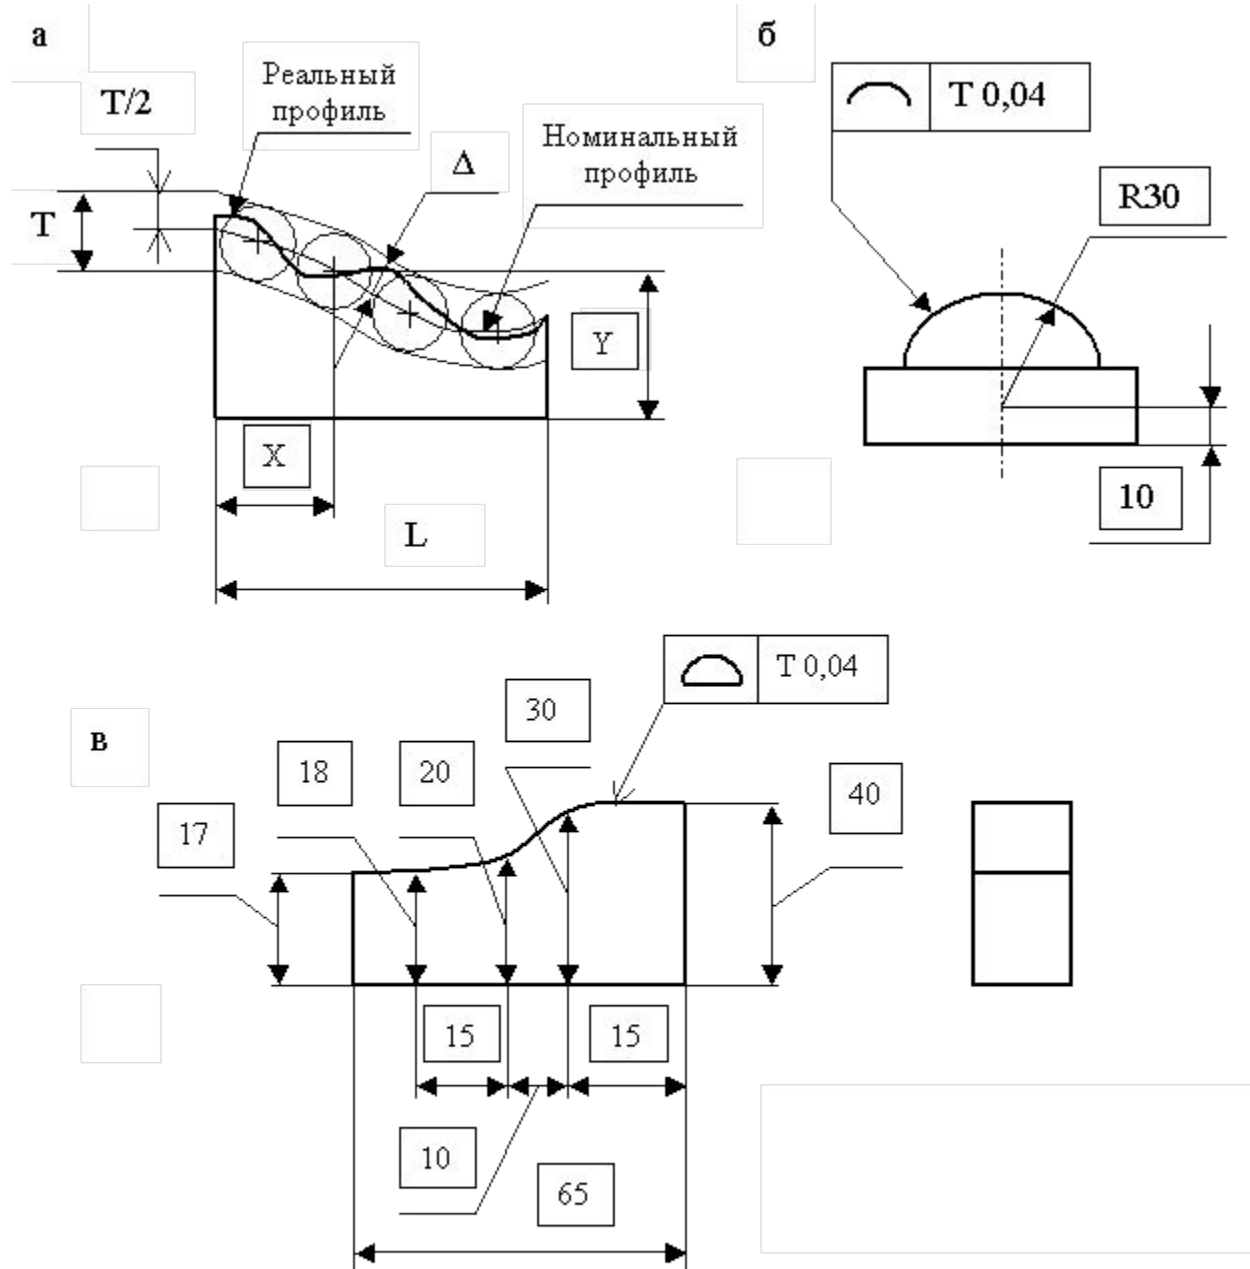 а
T/2
Реальный
профиль
Номинальный
профиль
Δ
T
Y
X
L
б
T 0,04
R30
10
в
T 0,04
30
18
20
17
40
15
15
10
65